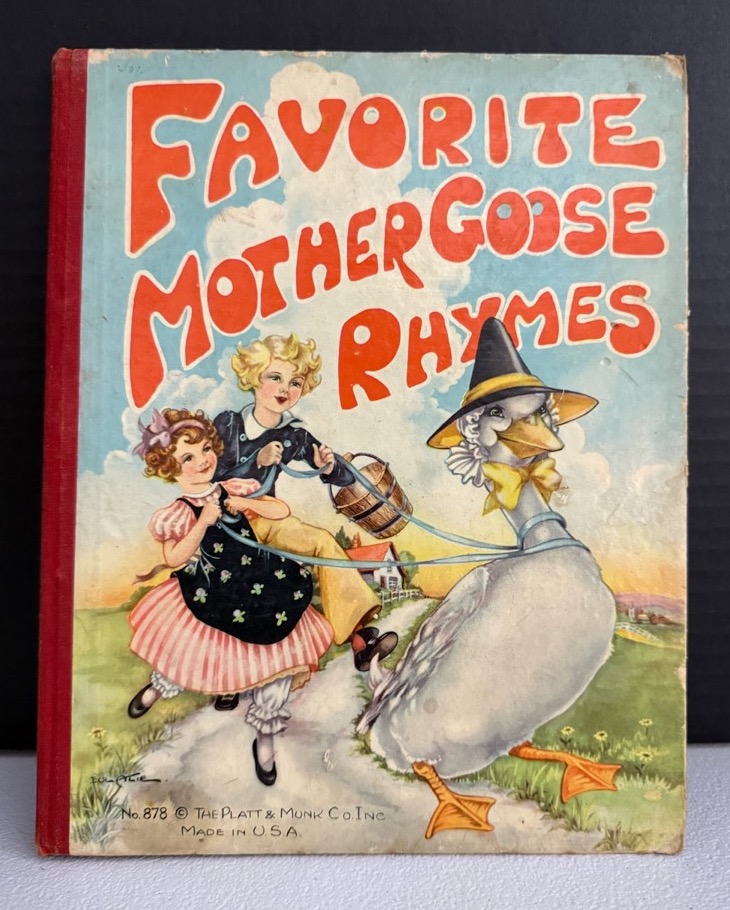 FAVORITE
MOTHER GOOSE
RHYMES
No. 878 © THE PLATT & MUNK CO. INC
MADE IN U.S.A.